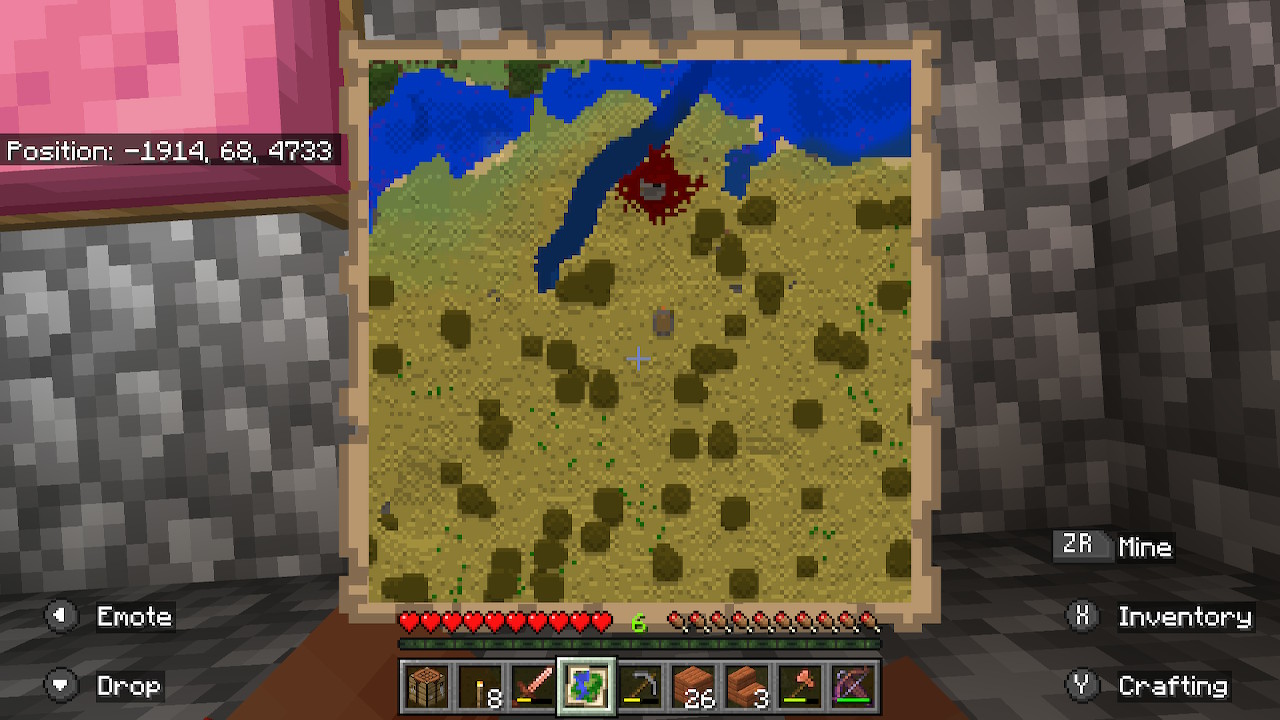 Position: -1914, 68, 4733
ZR Mine
Emote
X Inventory
6
8
26
3
Drop
Y Crafting